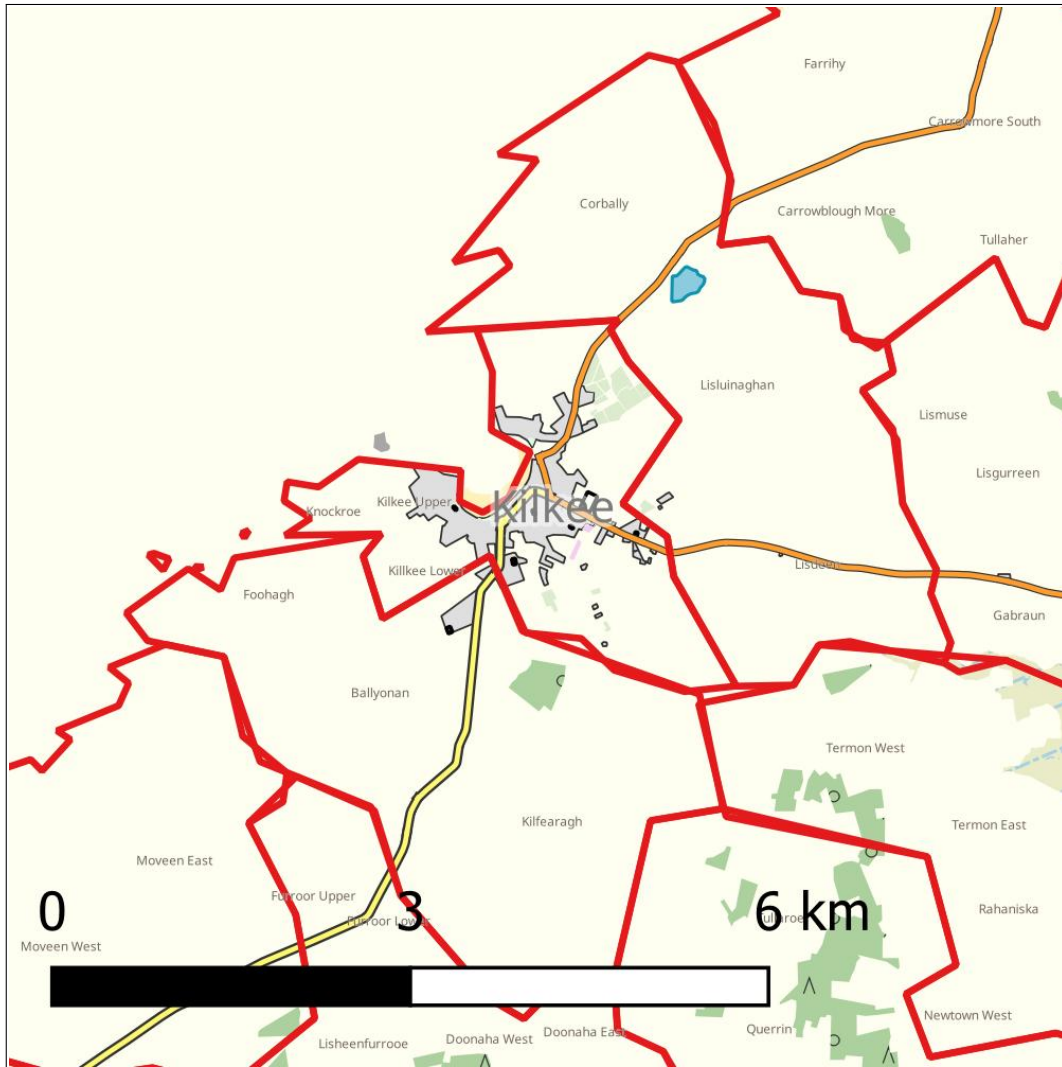 Farrihy
Carrowmore South
Corbally
Carrowblough More
Tullaher
Lisluinaghan
Lismuse
Lisgurreen
Kilkee Upper
Kilkee
Knockroe
Killkee Lower
Lisdeen
Foohagh
Gabraun
Ballyonan
Termon West
Kilfearagh
Termon East
Moveen East
Furroor Upper
0
3
6 km
Rahaniska
Furroor Lower
Moveen West
Newtown West
Querrin
Doonaha East
Doonaha West
Lisheenfurrooe